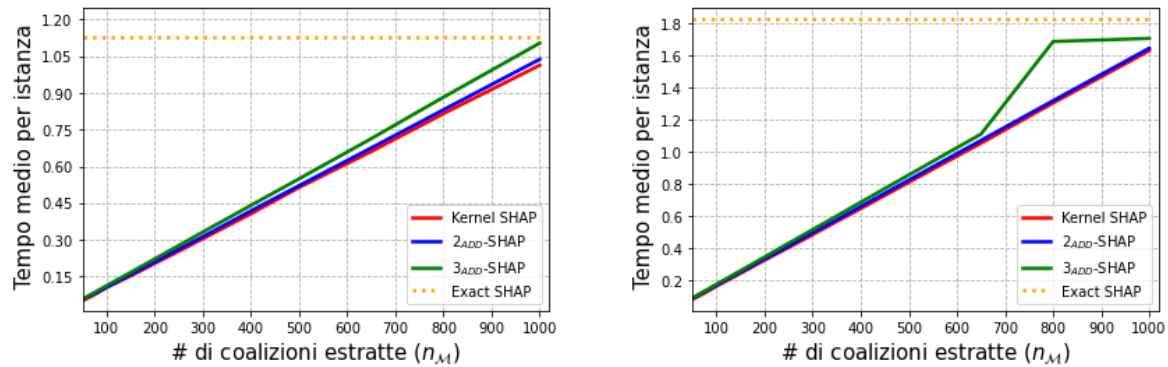 Tempo medio per istanza
1.20
1.05
0.90
0.75
0.60
0.45
0.30
0.15
100 200 300 400 500 600 700 800 900 1000
# di coalizioni estratte (n_ℳ)
Kernel SHAP
2_ADD-SHAP
3_ADD-SHAP
Exact SHAP
Tempo medio per istanza
1.8
1.6
1.4
1.2
1.0
0.8
0.6
0.4
0.2
100 200 300 400 500 600 700 800 900 1000
# di coalizioni estratte (n_ℳ)
Kernel SHAP
2_ADD-SHAP
3_ADD-SHAP
Exact SHAP